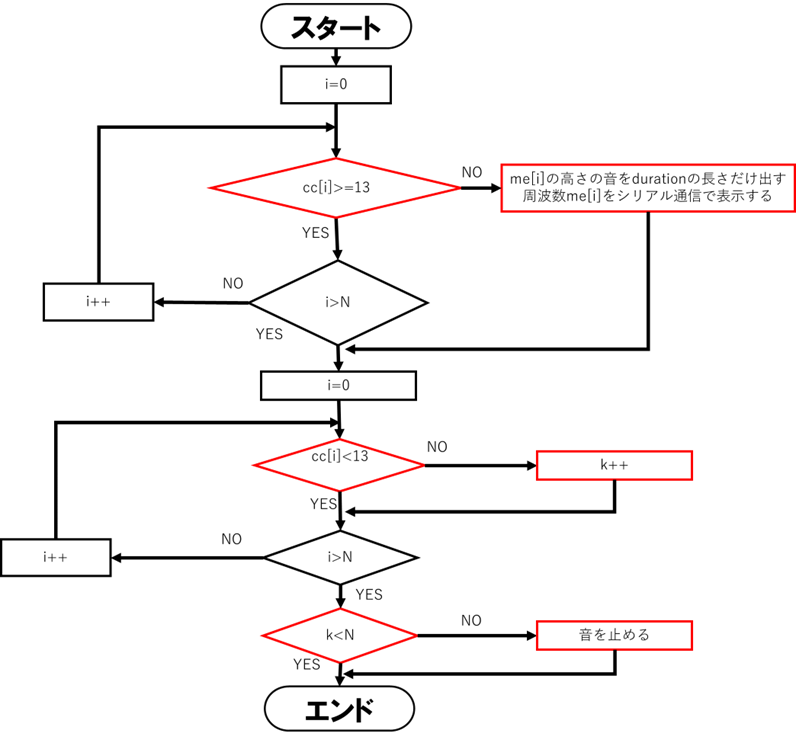 スタート
i=0
cc[i]>=13
NO
me[i]の高さの音をdurationの長さだけ出す
周波数me[i]をシリアル通信で表示する
YES
i>N
NO
i++
YES
i=0
cc[i]<13
NO
k++
YES
i>N
NO
i++
YES
k<N
NO
音を止める
YES
エンド